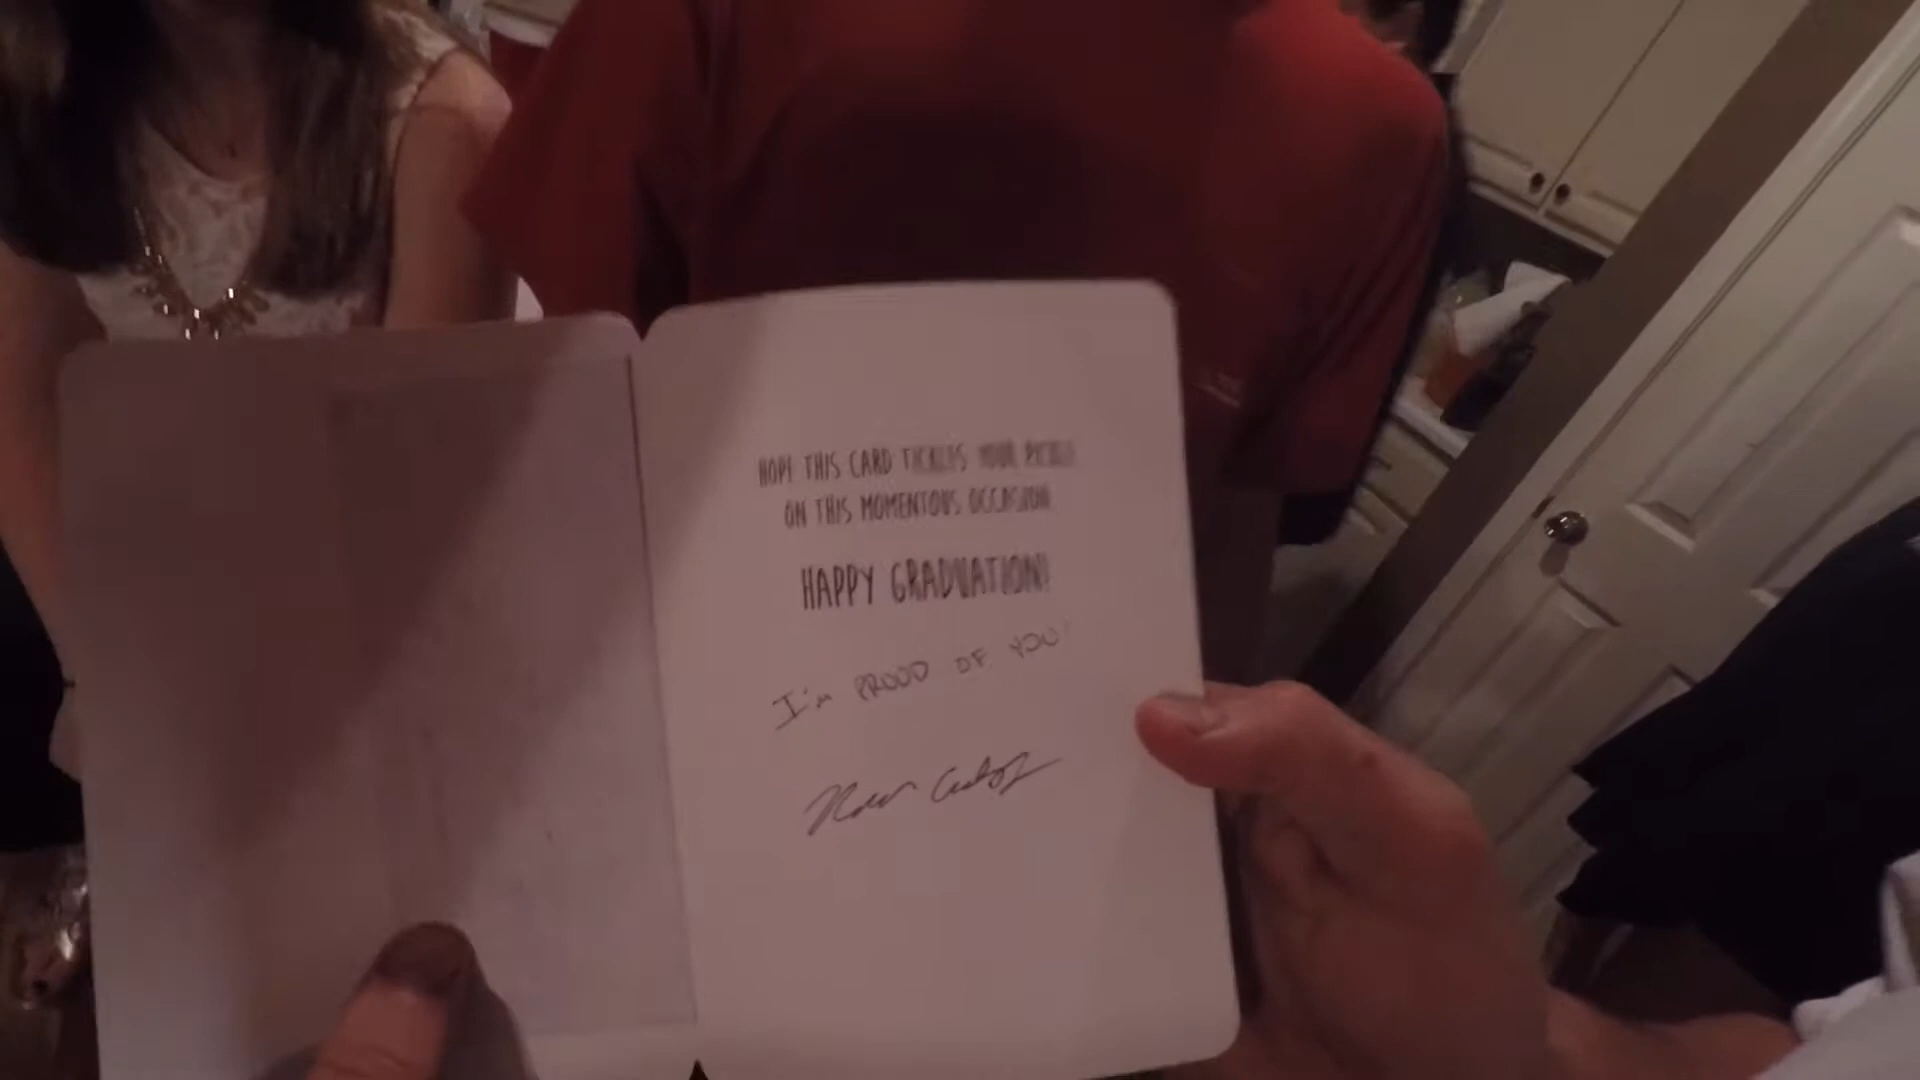 HOPE THIS CARD TICKLES YOUR PICKLE
ON THIS MOMENTOUS OCCASION.
HAPPY GRADUATION!
I'm PROUD OF YOU!